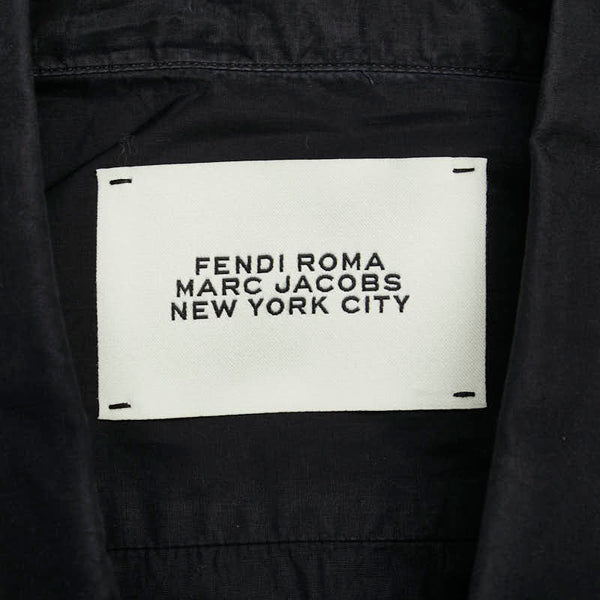 FENDI ROMA
MARC JACOBS
NEW YORK CITY